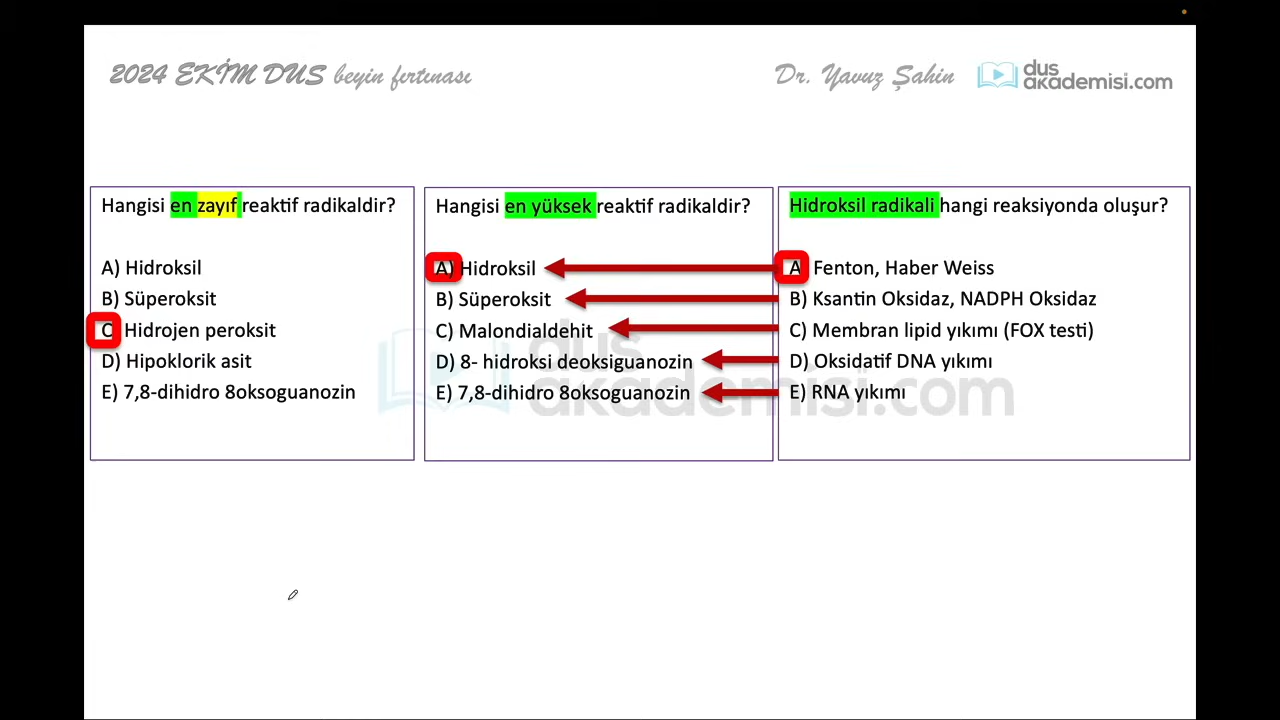 2024 EKİM DUS beyin fırtınası
Dr. Yavuz Şahin
dus
akademisi.com
Hangisi en zayıf reaktif radikaldir?
A) Hidroksil
B) Süperoksit
C) Hidrojen peroksit
D) Hipoklorik asit
E) 7,8-dihidro 8oksoguanozin
Hangisi en yüksek reaktif radikaldir?
A) Hidroksil
B) Süperoksit
C) Malondialdehit
D) 8- hidroksi deoksiguanozin
E) 7,8-dihidro 8oksoguanozin
Hidroksil radikali hangi reaksiyonda oluşur?
A) Fenton, Haber Weiss
B) Ksantin Oksidaz, NADPH Oksidaz
C) Membran lipid yıkımı (FOX testi)
D) Oksidatif DNA yıkımı
E) RNA yıkımı
dus
akademisi.com